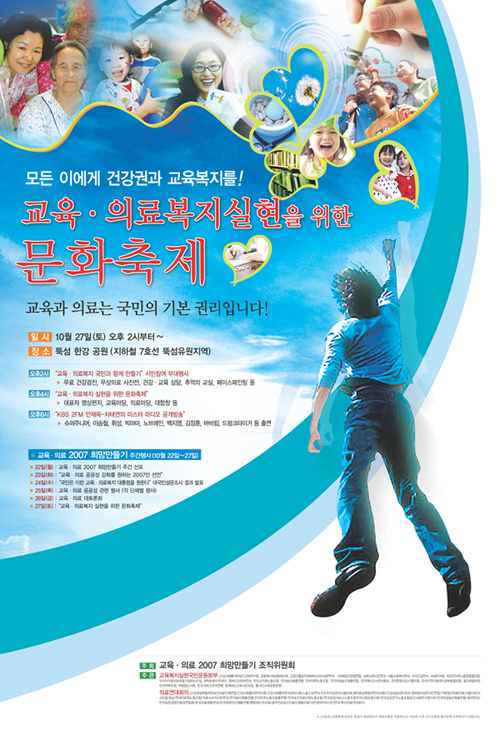 모든 이에게 건강권과 교육복지를!
교육 · 의료복지실현을 위한
문화축제
교육과 의료는 국민의 기본 권리입니다!
일 시 10월 27일(토) 오후 2시부터~
장 소 뚝섬 한강 공원 (지하철 7호선 뚝섬유원지역)
오후2시 "교육 · 의료복지 국민과 함께 만들기" 시민참여 부대행사
▶ 무료 건강검진, 무상의료 사진전, 건강 · 교육 상담, 추억의 교실, 페이스페인팅 등
오후4시 "교육 · 의료복지 실현을 위한 문화축제"
▶ 대표자 영상편지, 교육마당, 의료마당, 대합창 등
오후6시 "KBS 2FM 안재욱-차태현의 미스터 라디오 공개방송"
▶ 슈퍼주니어, 이승철, 휘성, 빅마마, 노브레인, 백지영, 김장훈, 바비킴, 드렁큰타이거 등 출연
★ 교육 · 의료 2007 희망만들기 주간행사 (10월 22일~27일)
★ 22일(월) : 교육 · 의료 2007 희망만들기 주간 선포
★ 23일(화) : "교육 · 의료 공공성 강화를 원하는 2007인 선언"
★ 24일(수) : "국민은 이런 교육 · 의료복지 대통령을 원한다" 대국민설문조사 결과 발표
★ 25일(목) : 교육 · 의료 공공성 관련 행사 (각 단체별 행사)
★ 26일(금) : 교육 · 의료 대토론회
★ 27일(토) : "교육 · 의료복지 실현을 위한 문화축제"
주 최 교육 · 의료 2007 희망만들기 조직위원회
주 관 교육복지실현국민운동본부
의료연대회의